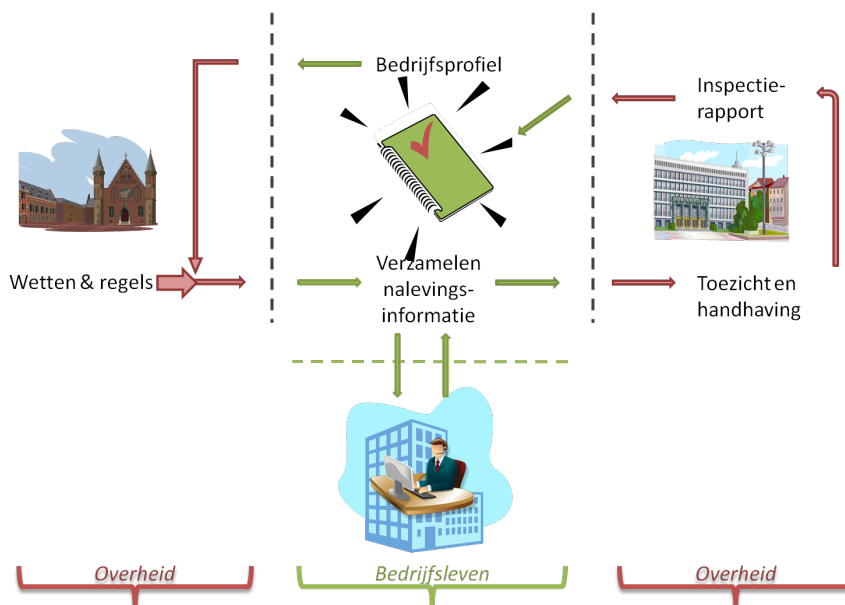 Bedrijfsprofiel
Inspectie-
rapport
Wetten & regels
Verzamelen
nalevings-
informatie
Toezicht en
handhaving
Overheid
Bedrijfsleven
Overheid